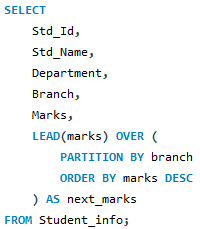 SELECT
Std_Id,
Std_Name,
Department,
Branch,
Marks,
LEAD(marks) OVER (
PARTITION BY branch
ORDER BY marks DESC
) AS next_marks
FROM Student_info;